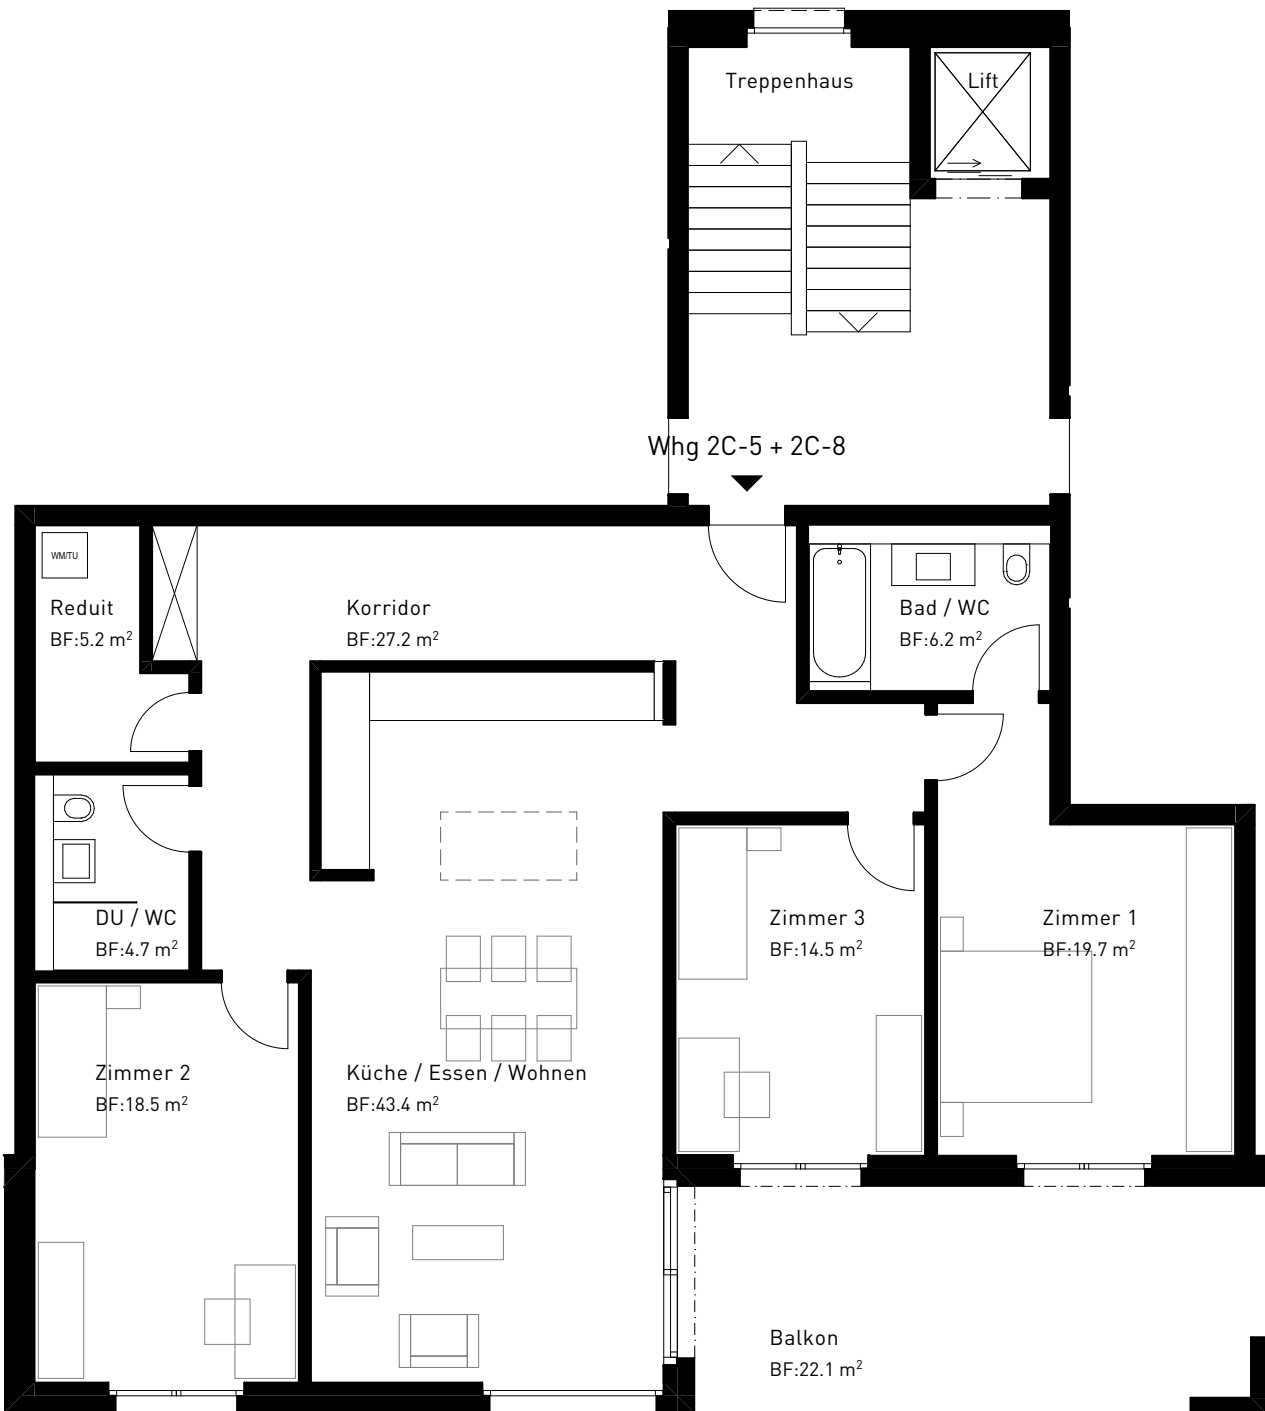 Treppenhaus
Lift
Whg 2C-5 + 2C-8
WM/TU
Reduit
BF:5.2 m²
Korridor
BF:27.2 m²
Bad / WC
BF:6.2 m²
DU / WC
BF:4.7 m²
Zimmer 3
BF:14.5 m²
Zimmer 1
BF:19.7 m²
Zimmer 2
BF:18.5 m²
Küche / Essen / Wohnen
BF:43.4 m²
Balkon
BF:22.1 m²